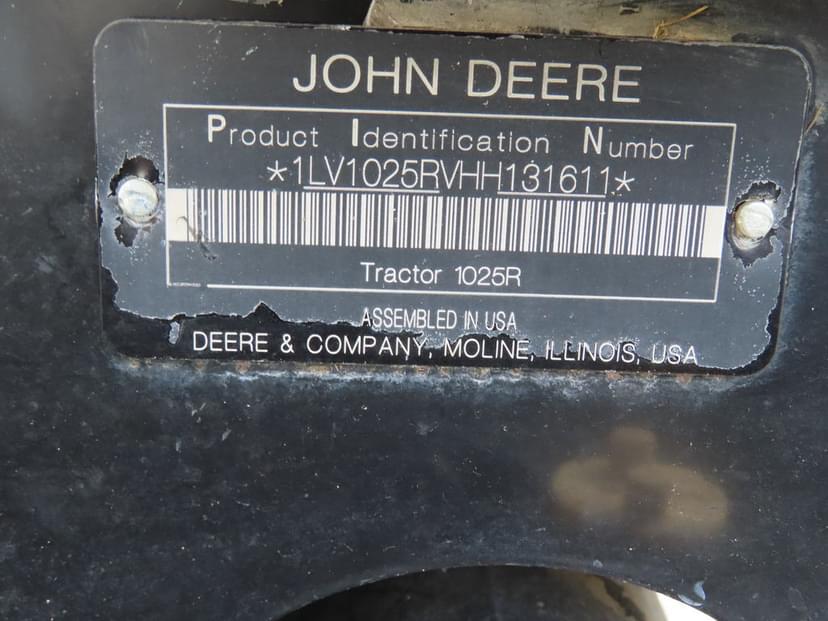 JOHN DEERE
Product Identification Number
*1LV1025RVHH131611*
Tractor 1025R
ASSEMBLED IN USA
DEERE & COMPANY, MOLINE, ILLINOIS, USA